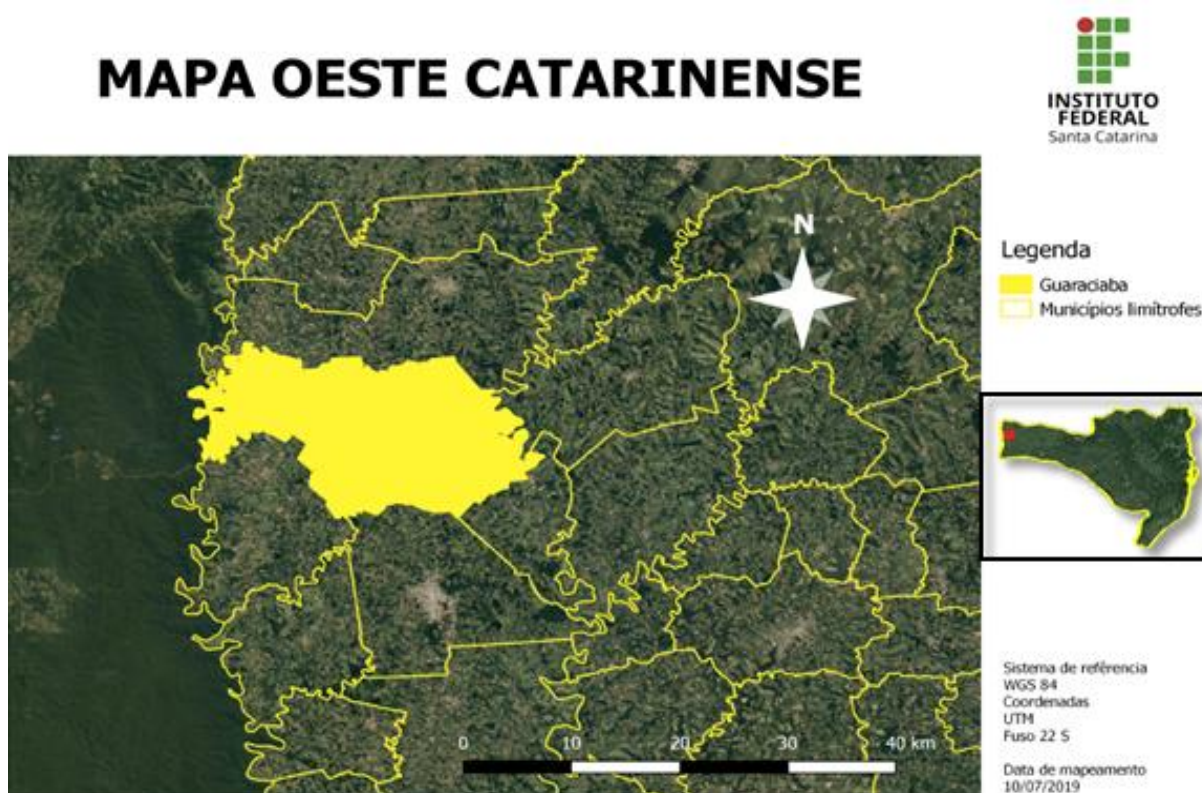 MAPA OESTE CATARINENSE
INSTITUTO
FEDERAL
Santa Catarina
N
Legenda
Guaraciaba
Municípios limítrofes
0 10 20 30 40 km
Sistema de reférencia
WGS 84
Coordenadas
UTM
Fuso 22 S
Data de mapeamento
10/07/2019